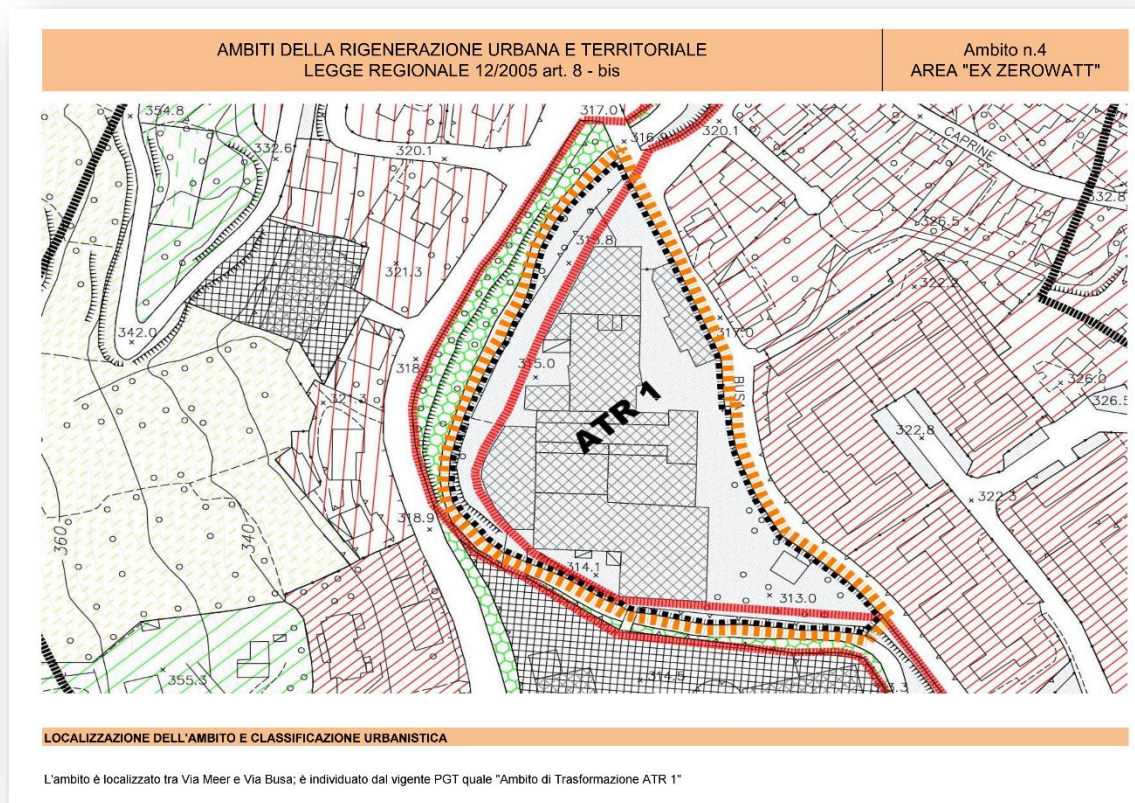 AMBITI DELLA RIGENERAZIONE URBANA E TERRITORIALE
LEGGE REGIONALE 12/2005 art. 8 - bis
Ambito n.4
AREA "EX ZEROWATT"
354.8
332.6
320.1
317.0
316.9
320.1
CAPRINE
332.8
326.5
321.3
315.8
322.2
342.0
317.0
315.0
BUSA
326.0
326.5
321.3
ATR 1
322.8
322.3
360
340
318.9
314.1
313.0
355.3
314.5
LOCALIZZAZIONE DELL'AMBITO E CLASSIFICAZIONE URBANISTICA
L'ambito è localizzato tra Via Meer e Via Busa; è individuato dal vigente PGT quale "Ambito di Trasformazione ATR 1"